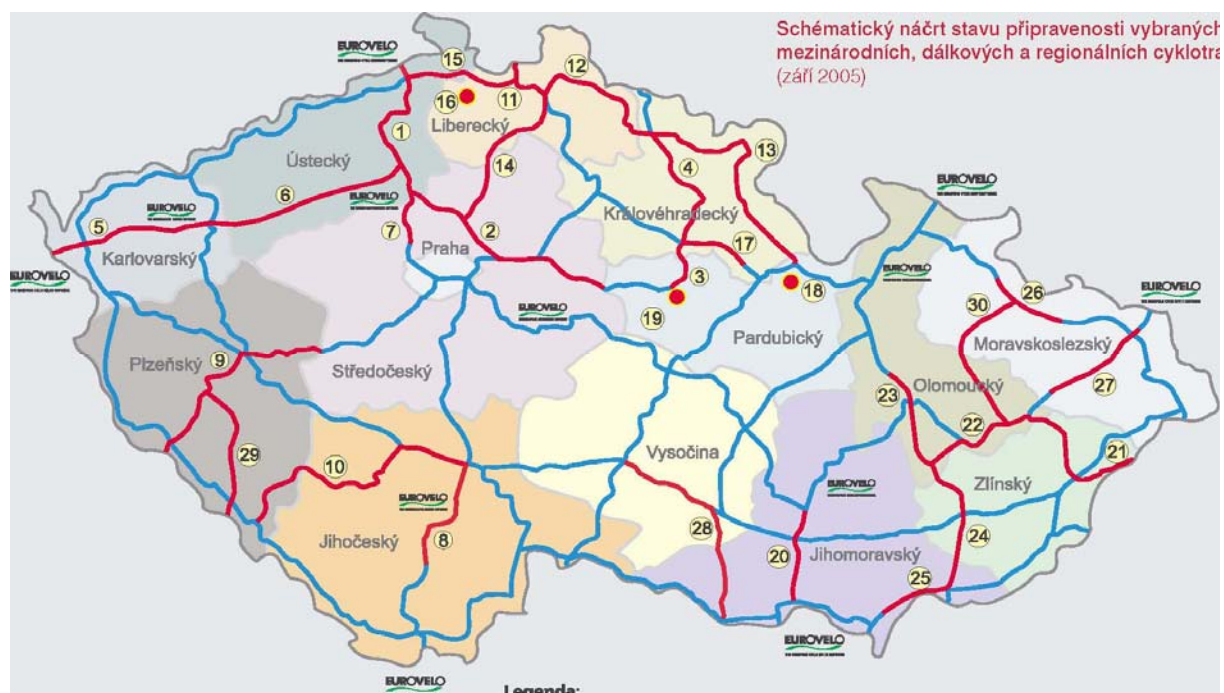 Schématický náčrt stavu připravenosti vybraných
mezinárodních, dálkových a regionálních cyklotra
(září 2005)
EUROVELO
15
12
16
11
Liberecký
1
Ústecký
14
4
13
6
EUROVELO
EUROVELO
EUROVELO
Královéhradecký
5
7
2
17
Praha
Karlovarský
EUROVELO
EUROVELO
3
18
30
26
EUROVELO
19
EUROVELO
Pardubický
Moravskoslezský
9
Plzeňský
Středočeský
Olomoucký
27
23
22
Vysočina
21
29
10
Zlínský
EUROVELO
EUROVELO
8
28
20
24
Jihočeský
Jihomoravský
25
EUROVELO
EUROVELO
Legenda: